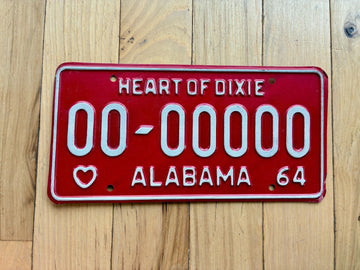 HEART OF DIXIE
00-00000
ALABAMA 64